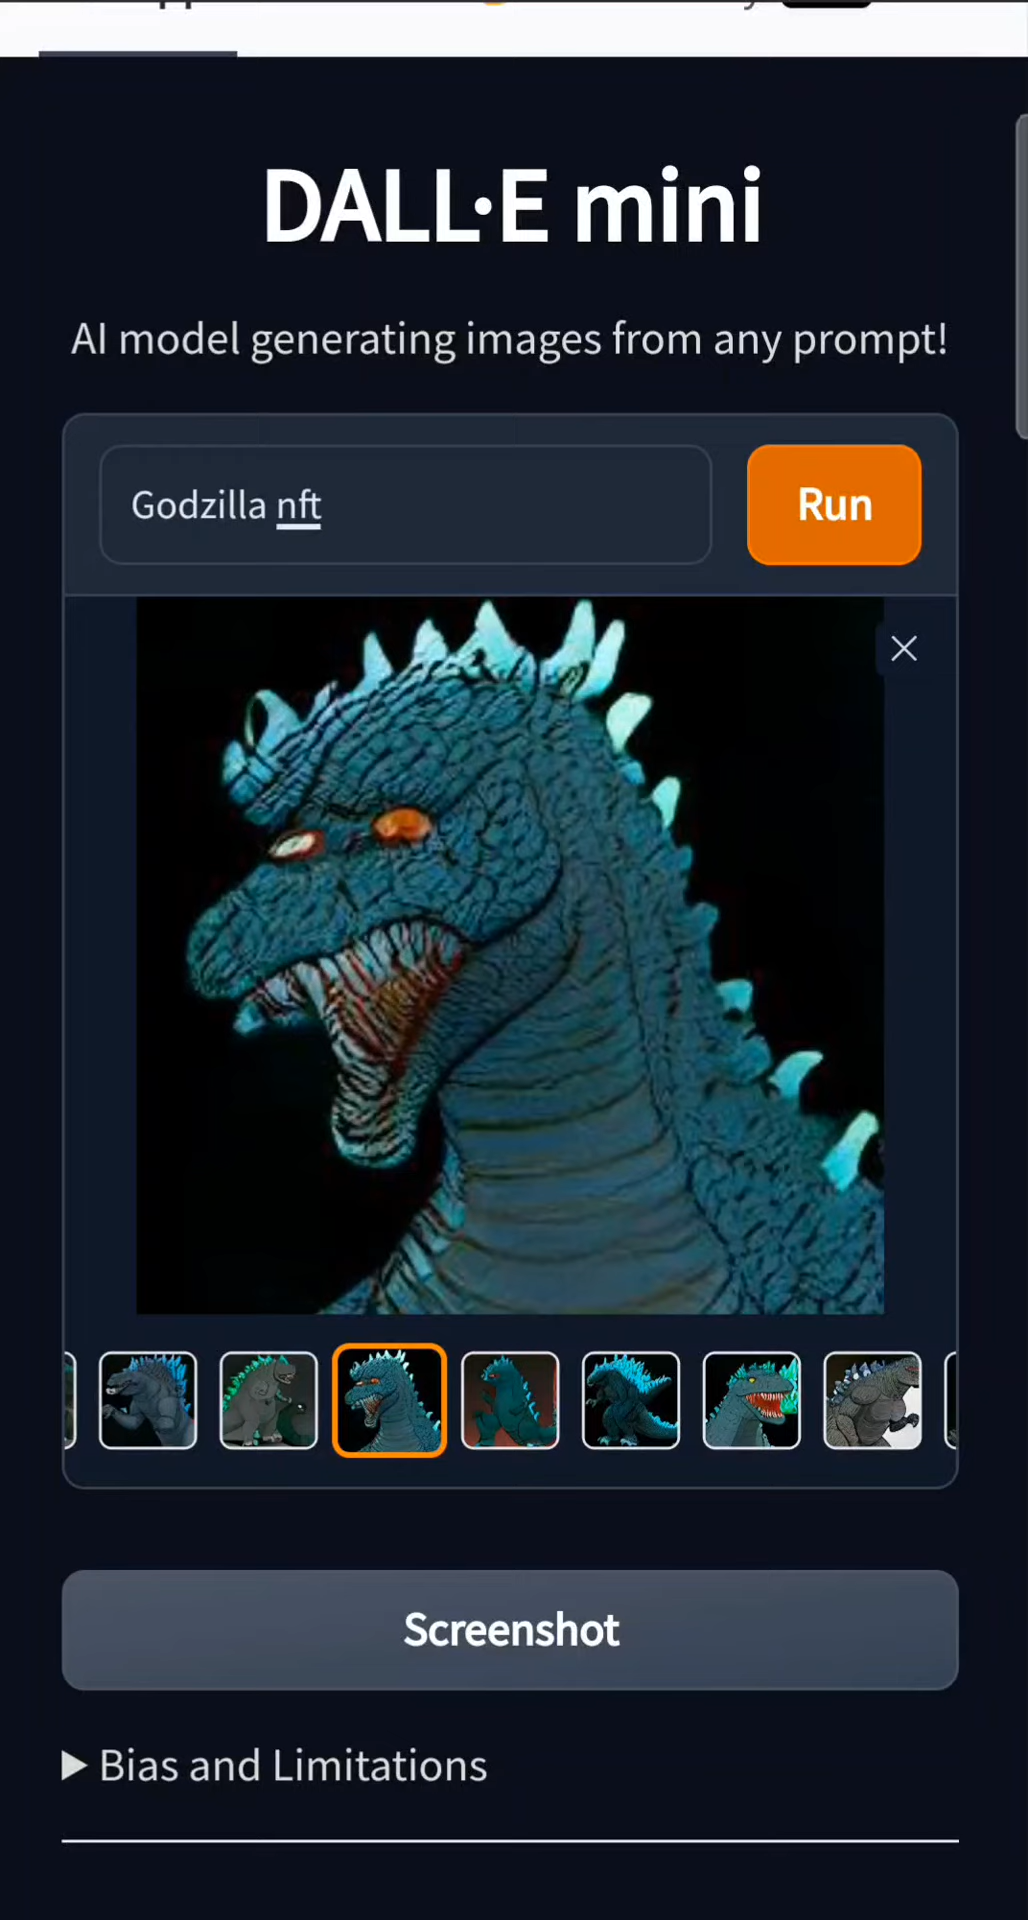 DALL·E mini
AI model generating images from any prompt!
Godzilla nft
Run
Screenshot
Bias and Limitations